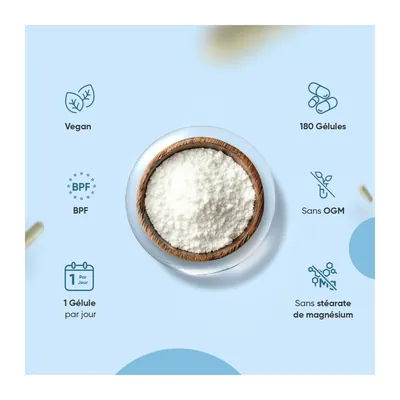 Vegan
180 Gélules
BPF
BPF
Sans OGM
1 Par
Jour
1 Gélule
par jour
Sans stéarate
de magnésium